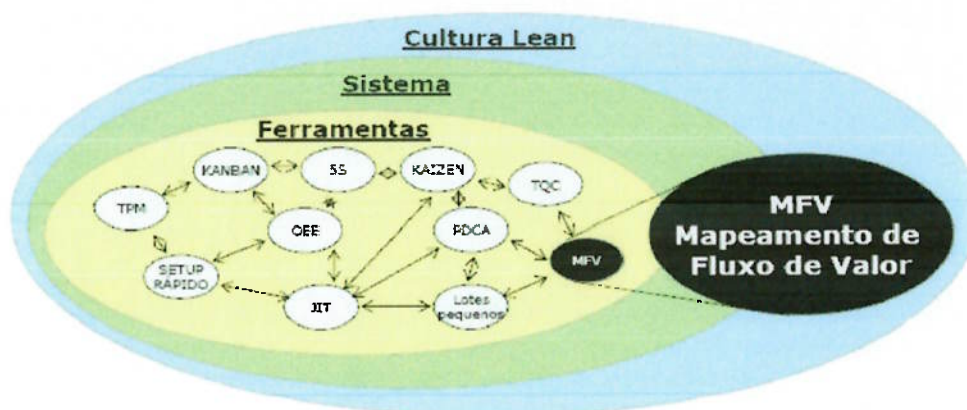 Cultura Lean
Sistema
Ferramentas
KANBAN
5S
KAIZEN
TQC
TPM
OEE
PDCA
MFV
SETUP
RÁPIDO
JIT
Lotes
pequenos
MFV
Mapeamento de
Fluxo de Valor